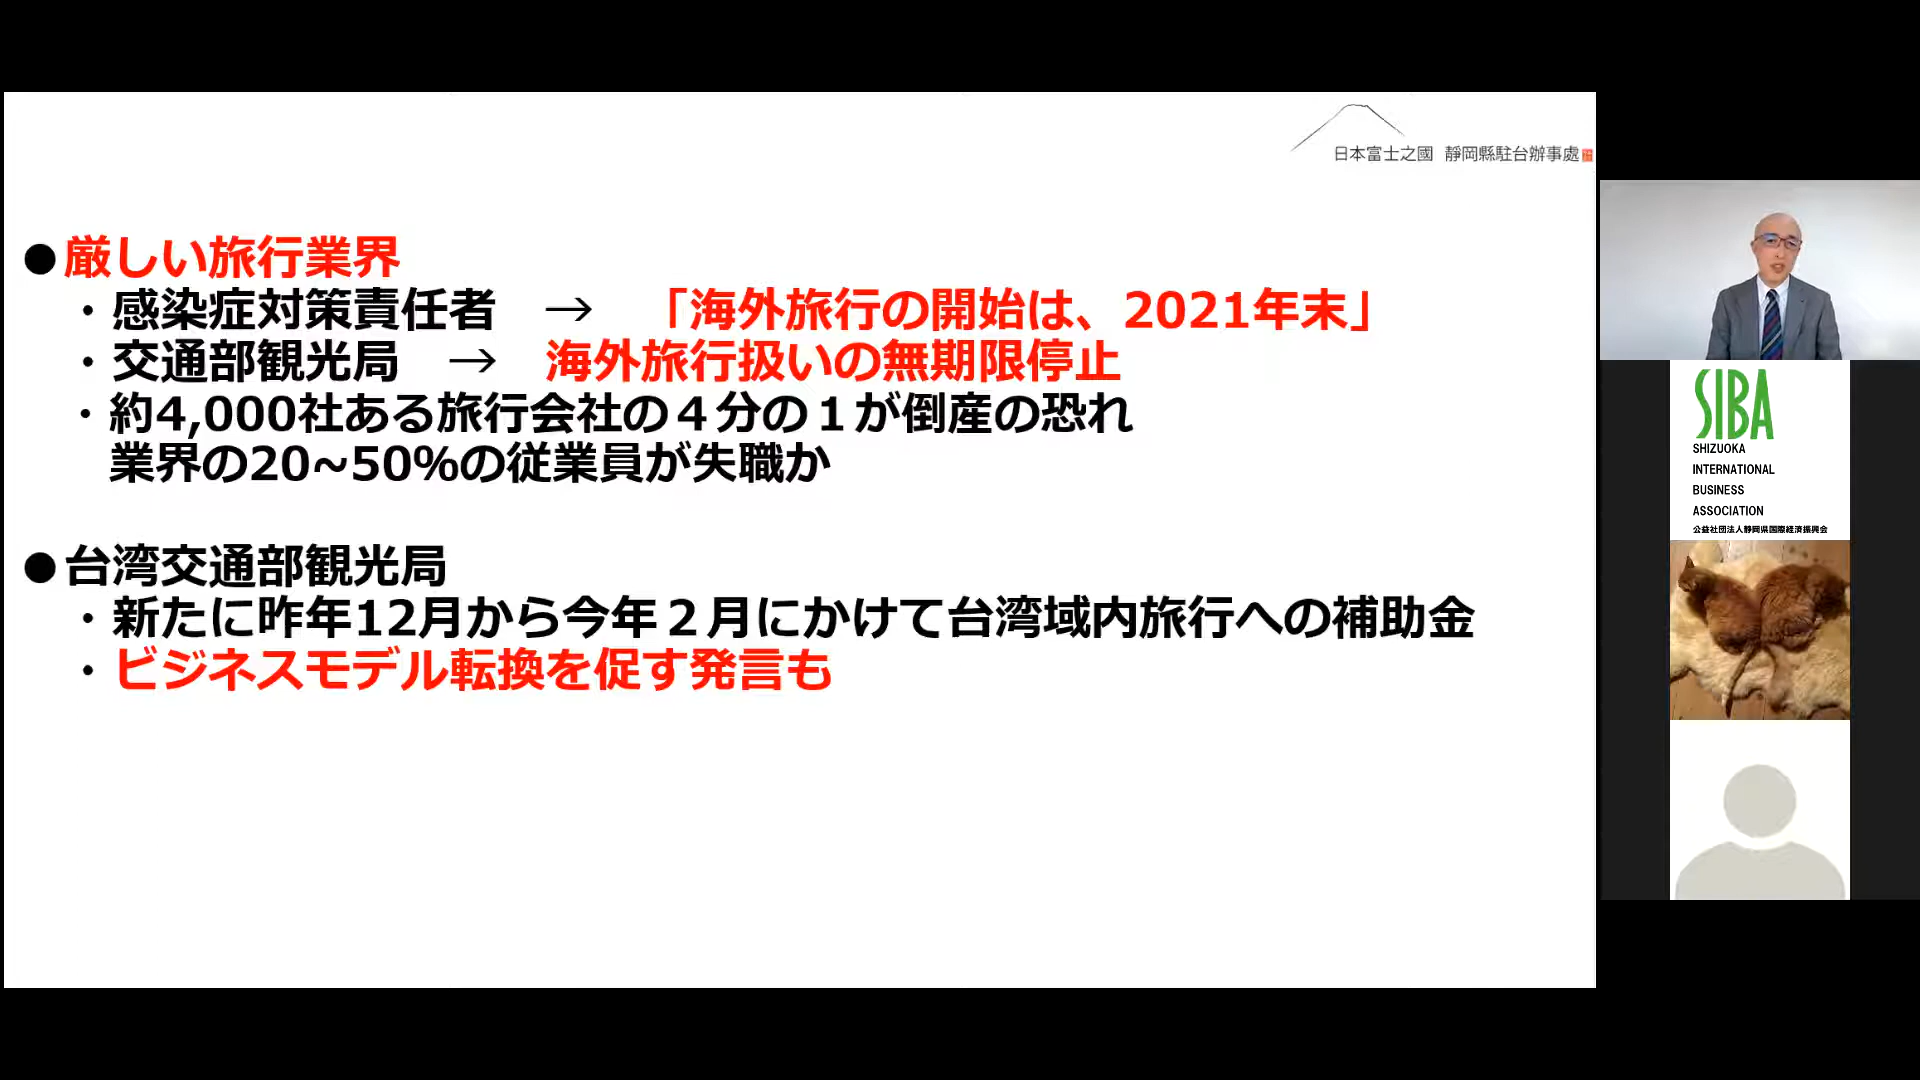 日本富士之國 靜岡縣駐台辦事處
●厳しい旅行業界
・感染症対策責任者　→　「海外旅行の開始は、2021年末」
・交通部観光局　→　海外旅行扱いの無期限停止
・約4,000社ある旅行会社の４分の１が倒産の恐れ
業界の20~50%の従業員が失職か
●台湾交通部観光局
・新たに昨年12月から今年２月にかけて台湾域内旅行への補助金
・ビジネスモデル転換を促す発言も
SIBA
SHIZUOKA
INTERNATIONAL
BUSINESS
ASSOCIATION
公益社団法人静岡県国際経済振興会